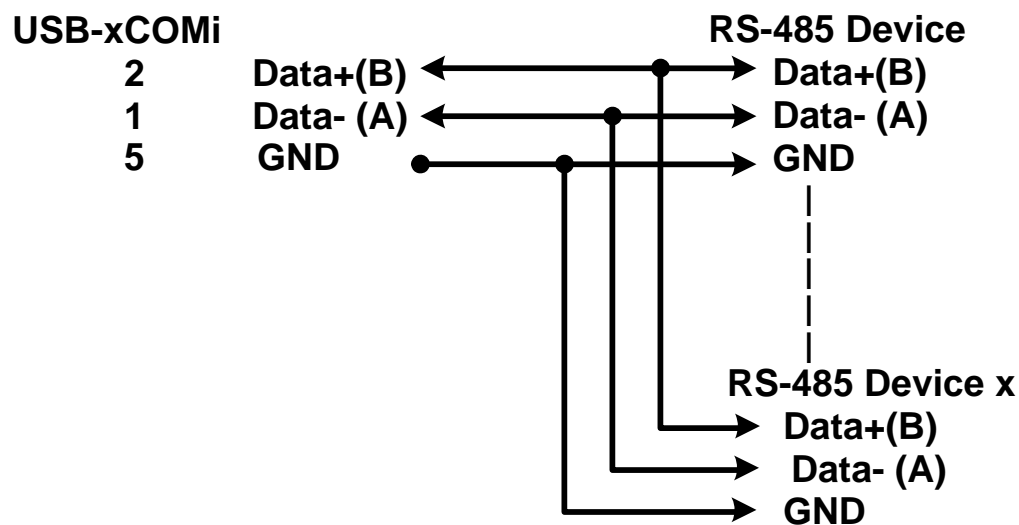 USB-xCOMi RS-485 Device
2 Data+(B) Data+(B)
1 Data- (A) Data- (A)
5 GND GND
RS-485 Device x
Data+(B)
Data- (A)
GND